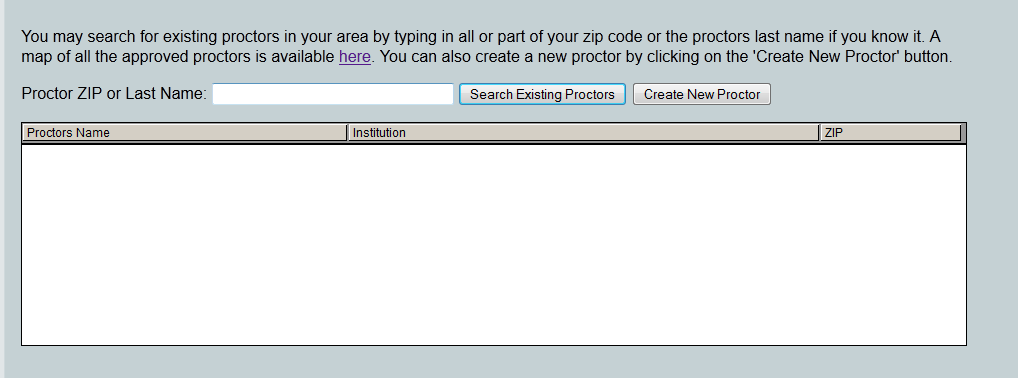 You may search for existing proctors in your area by typing in all or part of your zip code or the proctors last name if you know it. A
map of all the approved proctors is available here. You can also create a new proctor by clicking on the 'Create New Proctor' button.
Proctor ZIP or Last Name: Search Existing Proctors Create New Proctor
Proctors Name Institution ZIP